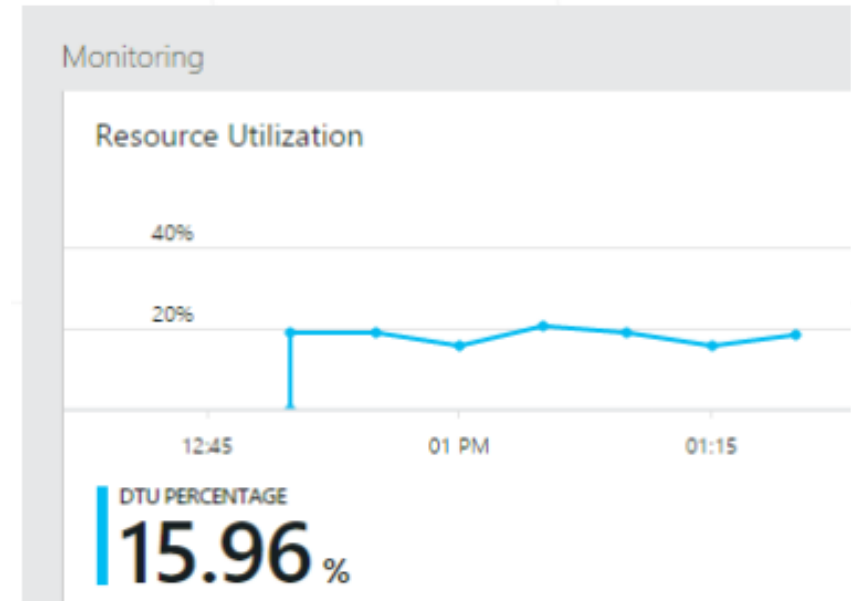 Monitoring
Resource Utilization
40%
20%
12:45
01 PM
01:15
DTU PERCENTAGE
15.96 %